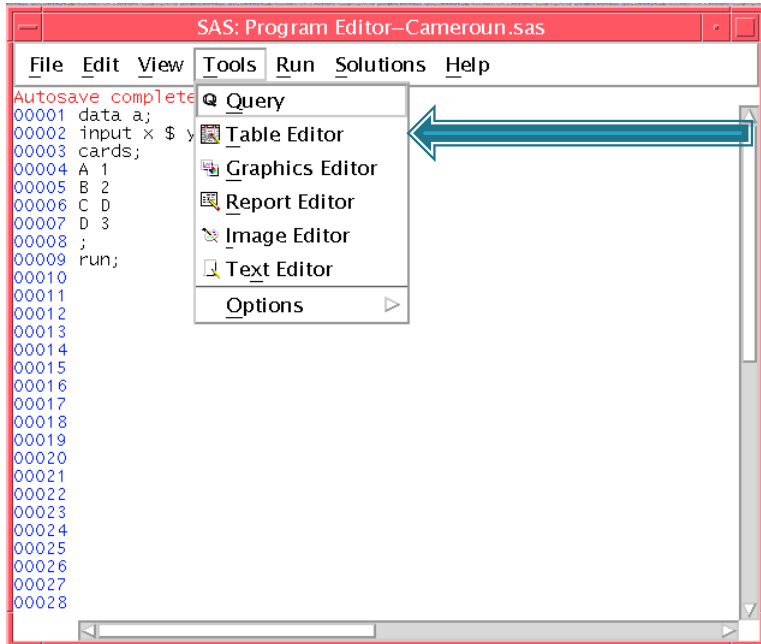 SAS: Program Editor–Cameroun.sas
File Edit View Tools Run Solutions Help
Autosave complete
00001 data a;
00002 input x $ y
00003 cards;
00004 A 1
00005 B 2
00006 C D
00007 D 3
00008 ;
00009 run;
00010
00011
00012
00013
00014
00015
00016
00017
00018
00019
00020
00021
00022
00023
00024
00025
00026
00027
00028
Query
Table Editor
Graphics Editor
Report Editor
Image Editor
Text Editor
Options